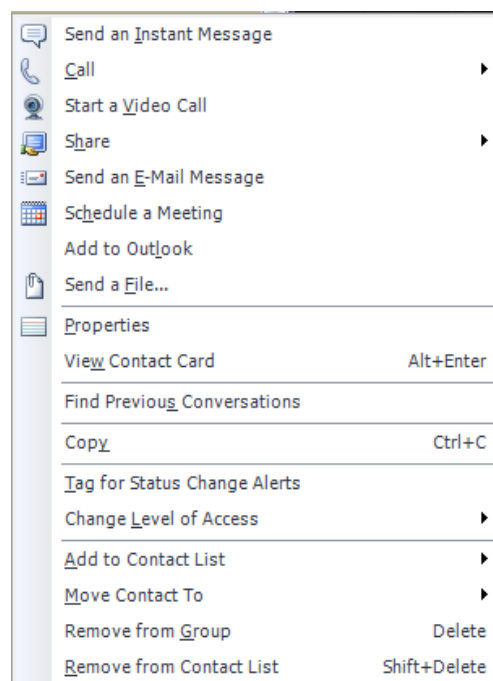 Send an Instant Message
Call
Start a Video Call
Share
Send an E-Mail Message
Schedule a Meeting
Add to Outlook
Send a File...
Properties
View Contact Card Alt+Enter
Find Previous Conversations
Copy Ctrl+C
Tag for Status Change Alerts
Change Level of Access
Add to Contact List
Move Contact To
Remove from Group Delete
Remove from Contact List Shift+Delete